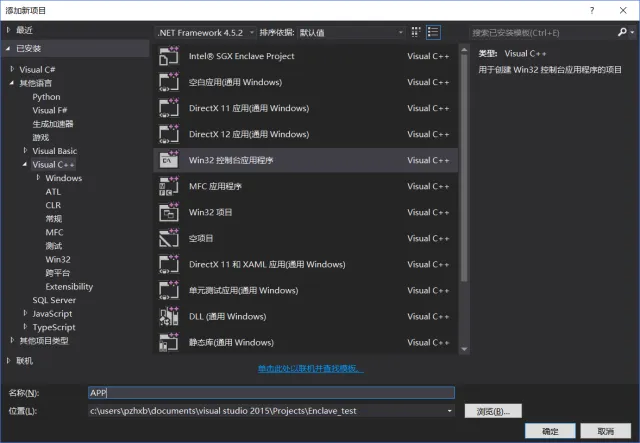 添加新项目
? ×
最近
.NET Framework 4.5.2 排序依据: 默认值
搜索已安装模板(Ctrl+E)
已安装
Visual C#
其他语言
Python
Visual F#
生成加速器
游戏
Visual Basic
Visual C++
Windows
ATL
CLR
常规
MFC
测试
Win32
跨平台
Extensibility
SQL Server
JavaScript
TypeScript
其他项目类型
联机
Intel® SGX Enclave Project Visual C++
空白应用(通用 Windows) Visual C++
DirectX 11 应用(通用 Windows) Visual C++
DirectX 12 应用(通用 Windows) Visual C++
Win32 控制台应用程序 Visual C++
MFC 应用程序 Visual C++
Win32 项目 Visual C++
空项目 Visual C++
DirectX 11 和 XAML 应用(通用 Windows) Visual C++
单元测试应用(通用 Windows) Visual C++
DLL (通用 Windows) Visual C++
静态库(通用 Windows) Visual C++
单击此处以联机并查找模板。
类型: Visual C++
用于创建 Win32 控制台应用程序的项目
名称(N): APP
位置(L): c:\users\pzhxb\documents\visual studio 2015\Projects\Enclave_test
浏览(B)...
确定 取消